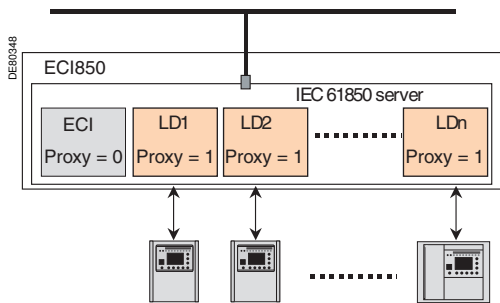 DE80348
ECI850
IEC 61850 server
ECI
Proxy = 0
LD1
Proxy = 1
LD2
Proxy = 1
LDn
Proxy = 1